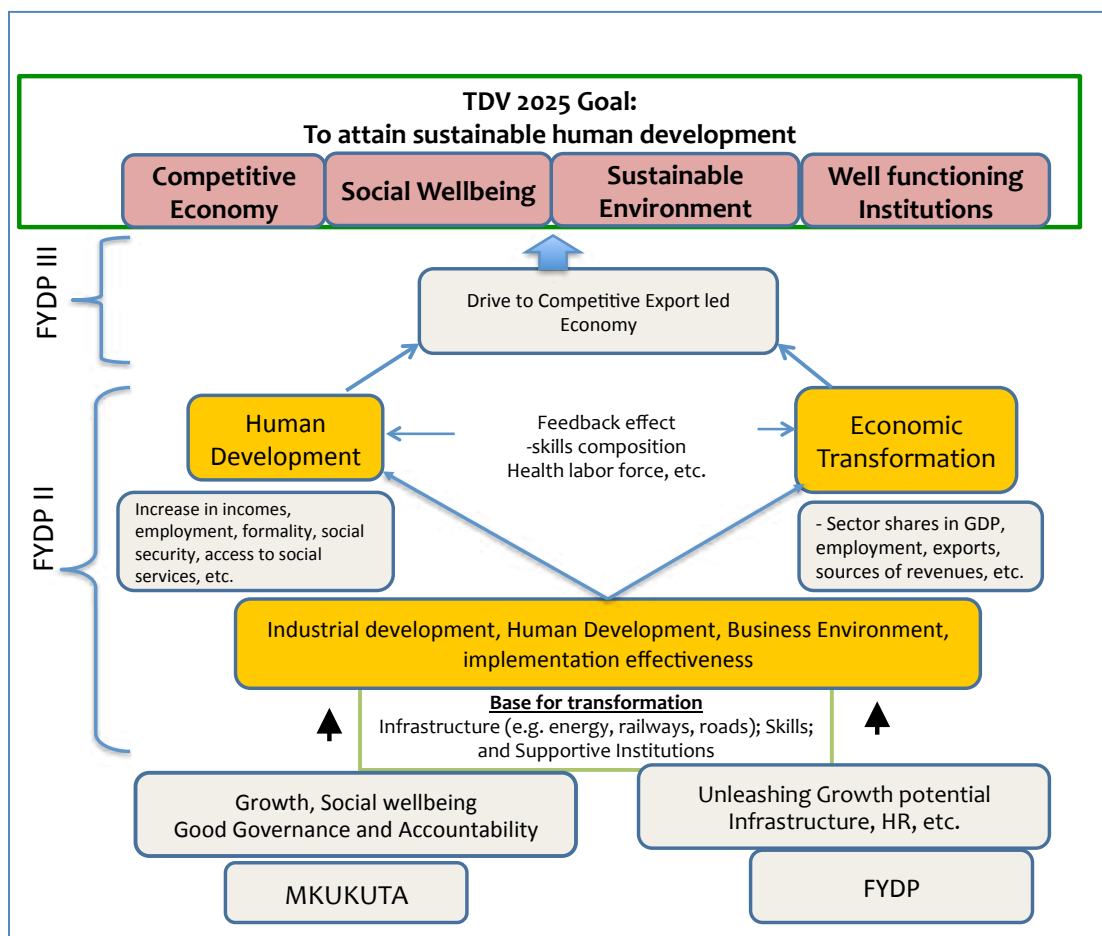 TDV 2025 Goal:
To attain sustainable human development
Competitive
Economy
Social Wellbeing
Sustainable
Environment
Well functioning
Institutions
FYDP III
Drive to Competitive Export led
Economy
FYDP II
Human
Development
Feedback effect
-skills composition
Health labor force, etc.
Economic
Transformation
Increase in incomes,
employment, formality, social
security, access to social
services, etc.
- Sector shares in GDP,
employment, exports,
sources of revenues, etc.
Industrial development, Human Development, Business Environment,
implementation effectiveness
Base for transformation
Infrastructure (e.g. energy, railways, roads); Skills;
and Supportive Institutions
Growth, Social wellbeing
Good Governance and Accountability
Unleashing Growth potential
Infrastructure, HR, etc.
MKUKUTA
FYDP